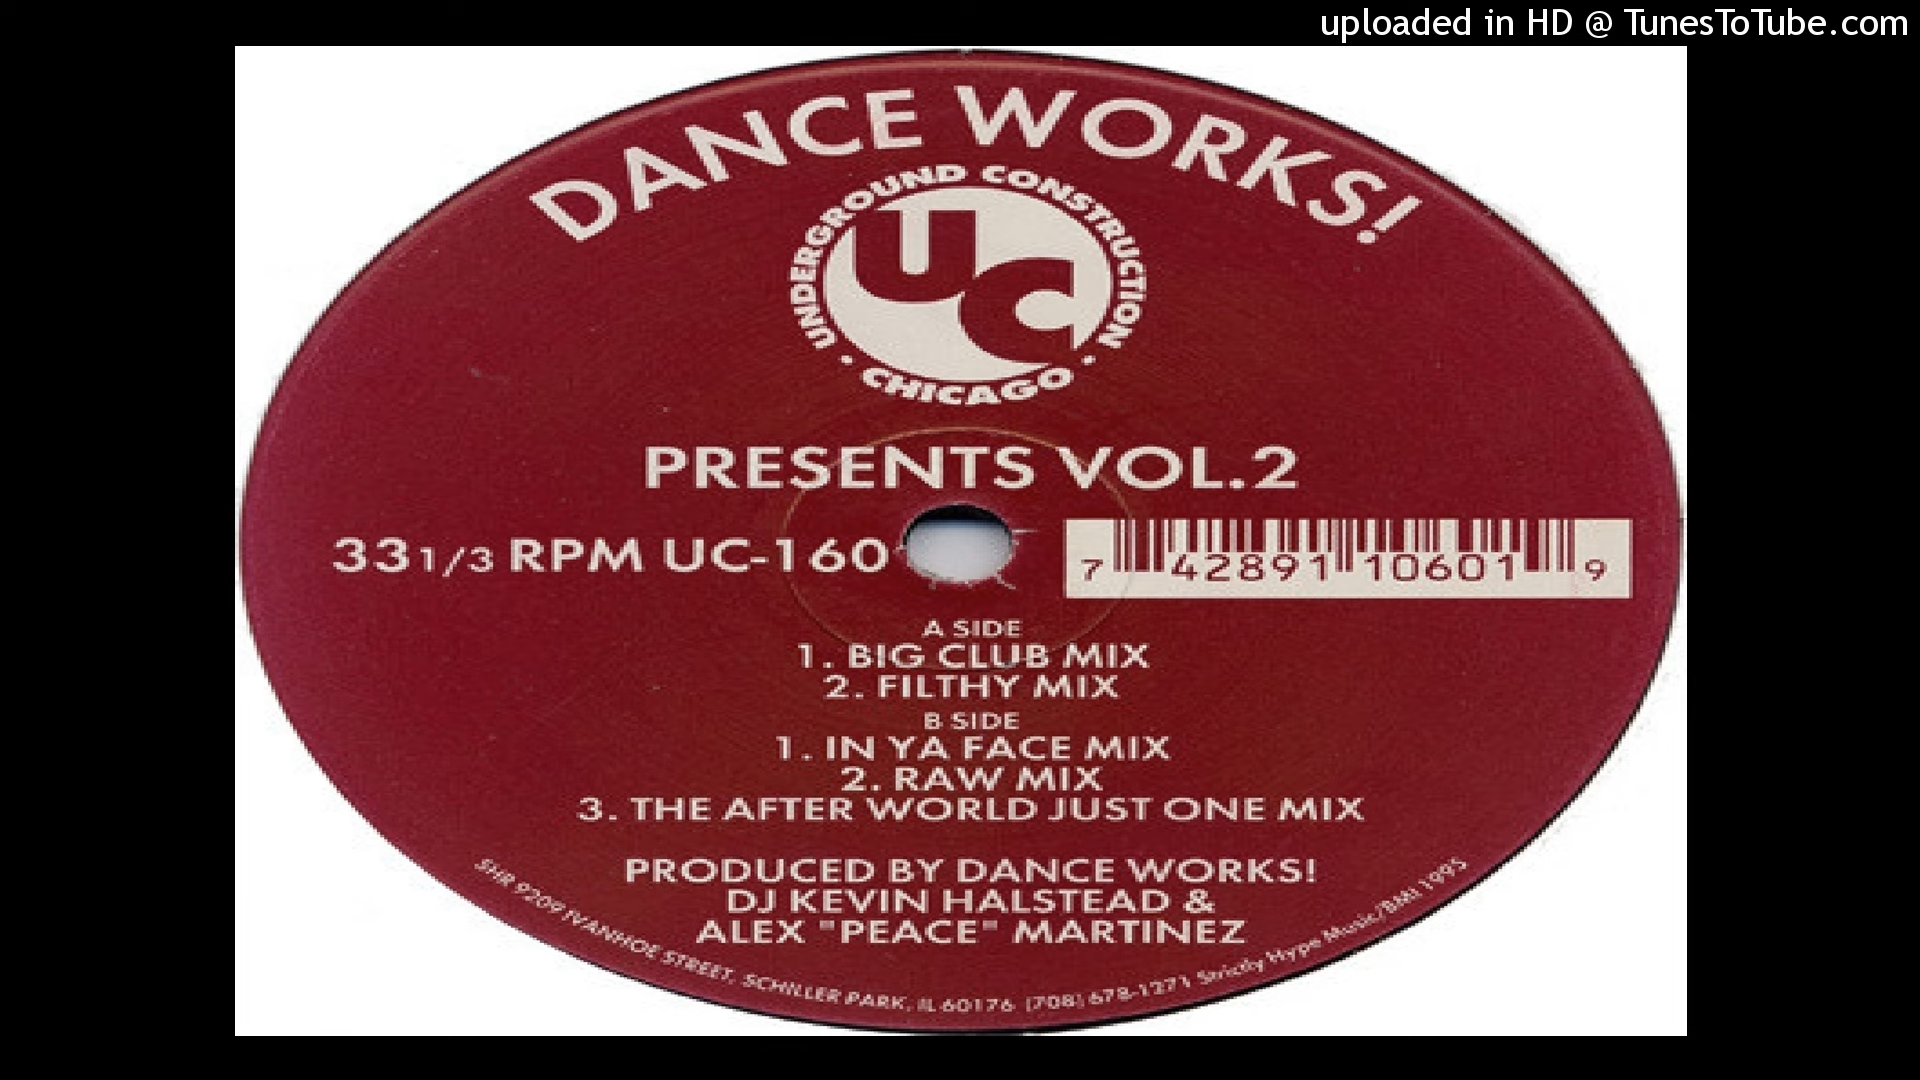 uploaded in HD @ TunesToTube.com
DANCE WORKS!
UNDERGROUND CONSTRUCTION
UC
· CHICAGO ·
PRESENTS VOL.2
33 1/3 RPM UC-160
7 42891 10601 9
A SIDE
1. BIG CLUB MIX
2. FILTHY MIX
B SIDE
1. IN YA FACE MIX
2. RAW MIX
3. THE AFTER WORLD JUST ONE MIX
PRODUCED BY DANCE WORKS!
DJ KEVIN HALSTEAD &
ALEX "PEACE" MARTINEZ
SHR 9209 IVANHOE STREET, SCHILLER PARK, IL 60176 (708) 678-1271 Strictly Hype Music/BMI 1995